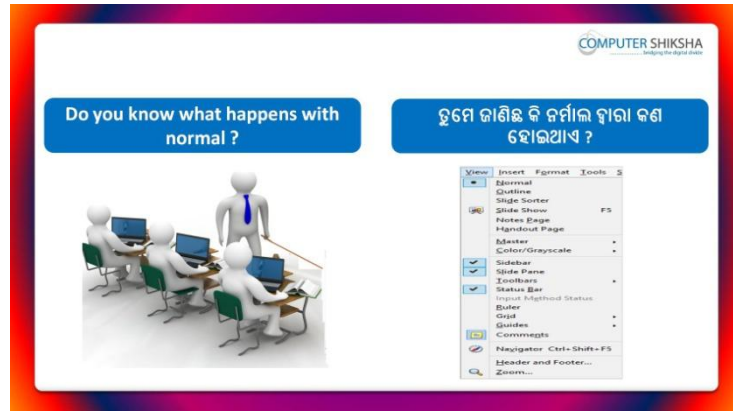 COMPUTER SHIKSHA
bridging the digital divide
Do you know what happens with
normal ?
ତୁମେ ଜାଣିଛ କି ନର୍ମାଲ ଦ୍ୱାରା କଣ
ହୋଇଥାଏ ?
View Insert Format Tools S
Normal
Outline
Slide Sorter
Slide Show F5
Notes Page
Handout Page
Master
Color/Grayscale
Sidebar
Slide Pane
Toolbars
Status Bar
Input Method Status
Ruler
Grid
Guides
Comments
Navigator Ctrl+Shift+F5
Header and Footer...
Zoom...